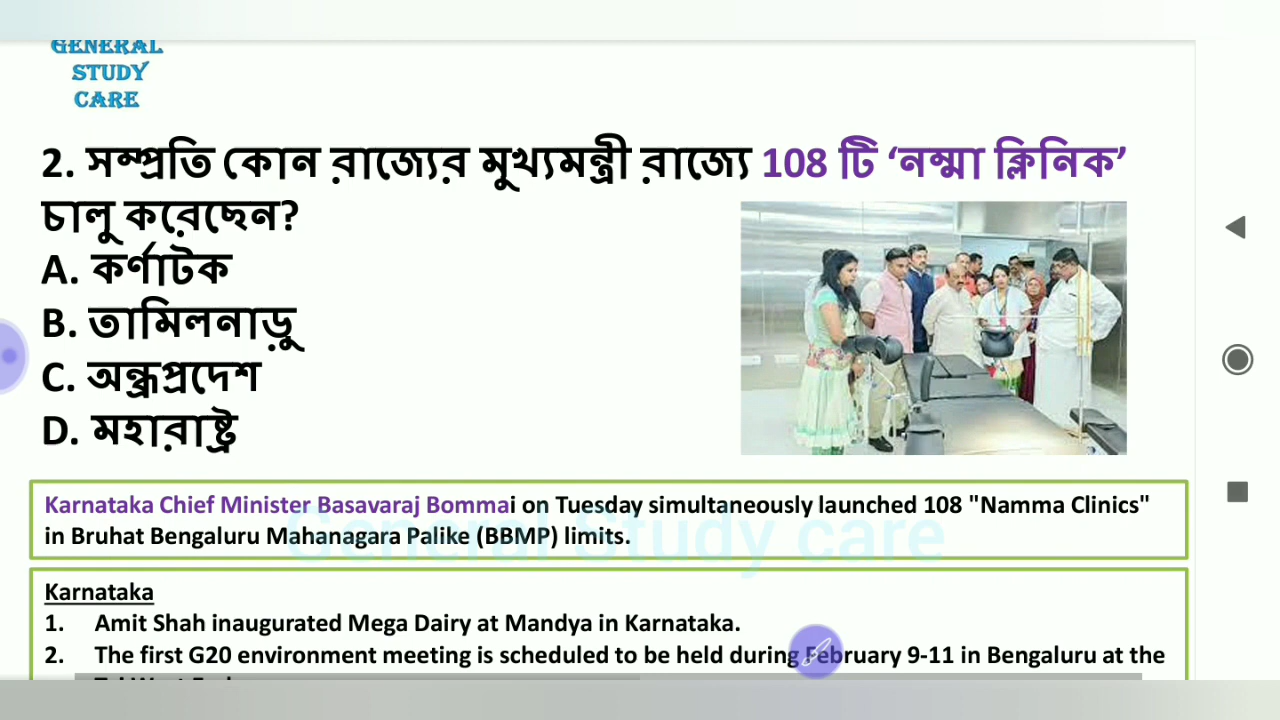 GENERAL
STUDY
CARE
2. সম্প্রতি কোন রাজ্যের মুখ্যমন্ত্রী রাজ্যে 108 টি ‘নম্মা ক্লিনিক’
চালু করেছেন?
A. কর্ণাটক
B. তামিলনাড়ু
C. অন্ধ্রপ্রদেশ
D. মহারাষ্ট্র
Karnataka Chief Minister Basavaraj Bommai on Tuesday simultaneously launched 108 "Namma Clinics"
in Bruhat Bengaluru Mahanagara Palike (BBMP) limits.
General Study care
Karnataka
1. Amit Shah inaugurated Mega Dairy at Mandya in Karnataka.
2. The first G20 environment meeting is scheduled to be held during February 9-11 in Bengaluru at the